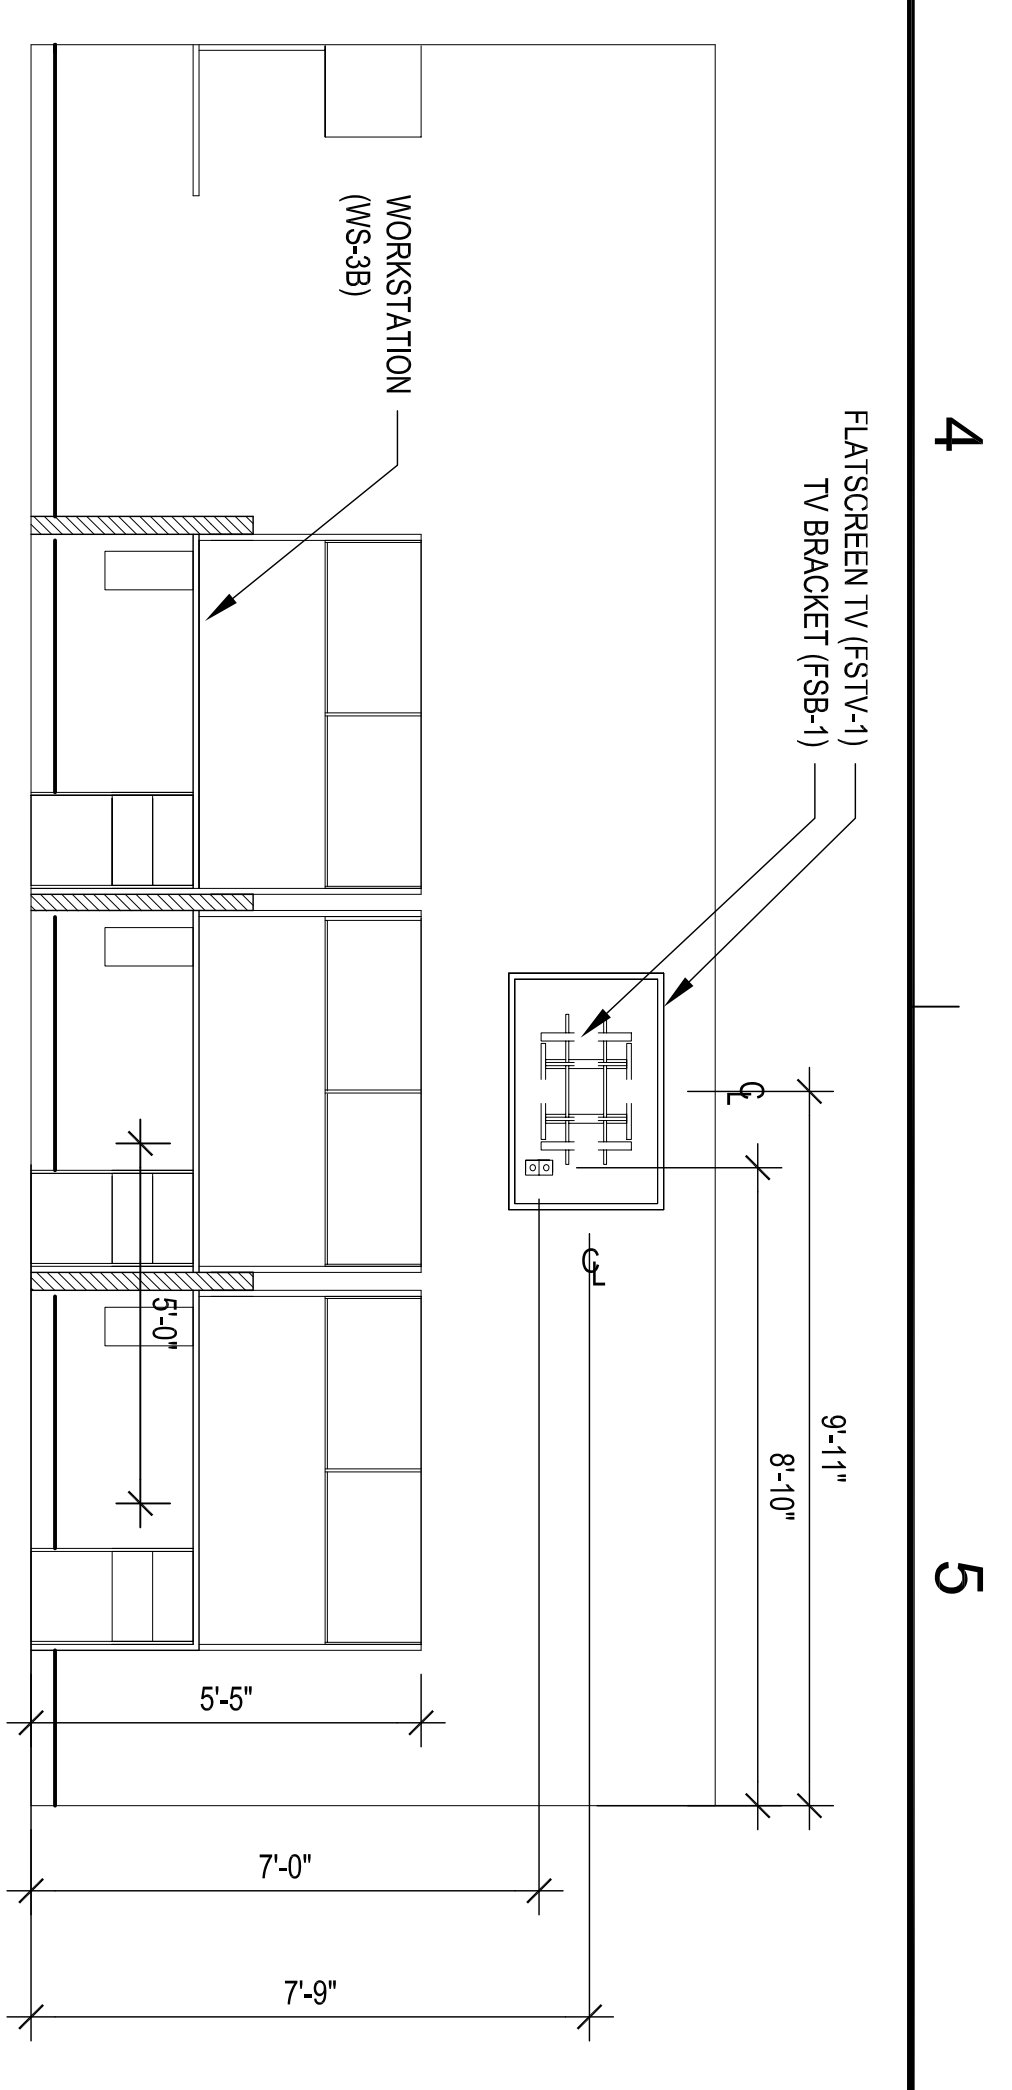 4
5
FLATSCREEN TV (FSTV-1)
TV BRACKET (FSB-1)
WORKSTATION
(WS-3B)
9'-11"
8'-10"
CL
CL
5'-0"
5'-5"
7'-0"
7'-9"